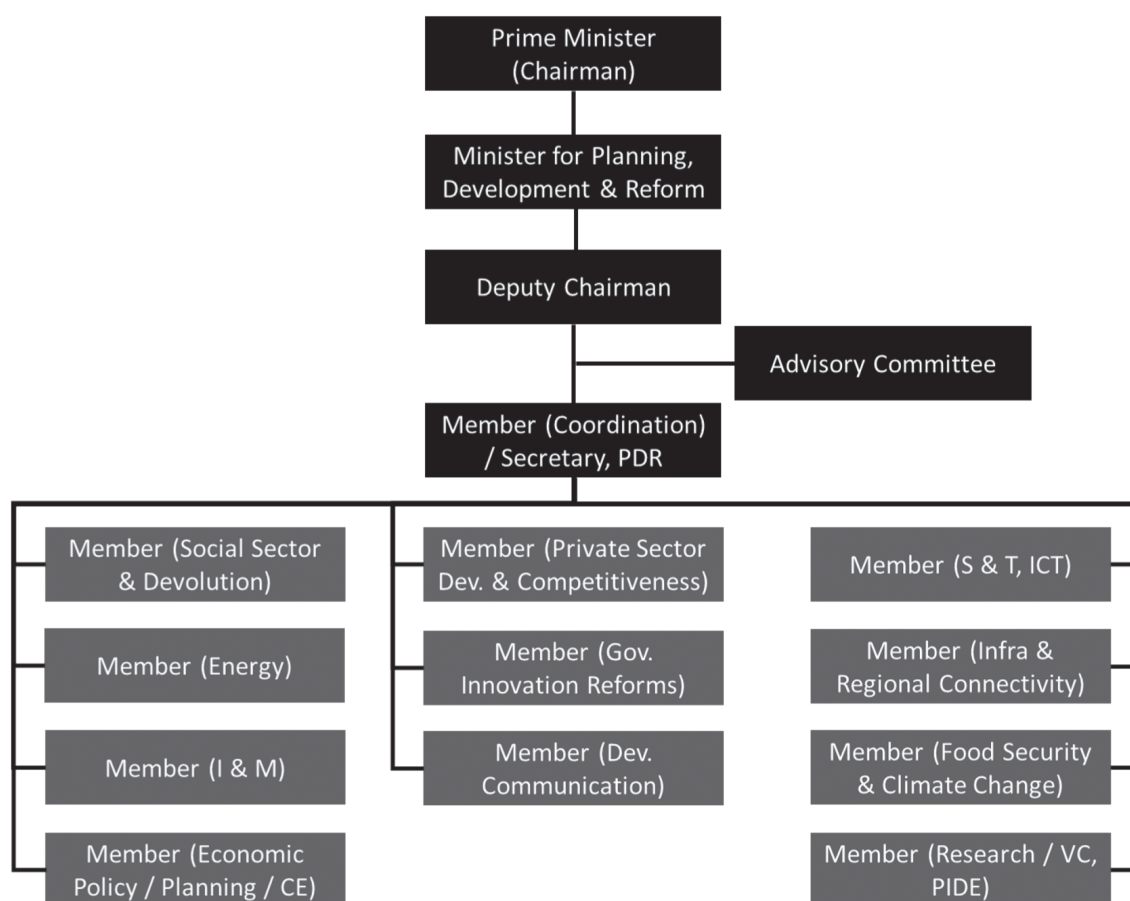 Prime Minister
(Chairman)
Minister for Planning,
Development & Reform
Deputy Chairman
Advisory Committee
Member (Coordination)
/ Secretary, PDR
Member (Social Sector
& Devolution)
Member (Energy)
Member (I & M)
Member (Economic
Policy / Planning / CE)
Member (Private Sector
Dev. & Competitiveness)
Member (Gov.
Innovation Reforms)
Member (Dev.
Communication)
Member (S & T, ICT)
Member (Infra &
Regional Connectivity)
Member (Food Security
& Climate Change)
Member (Research / VC,
PIDE)